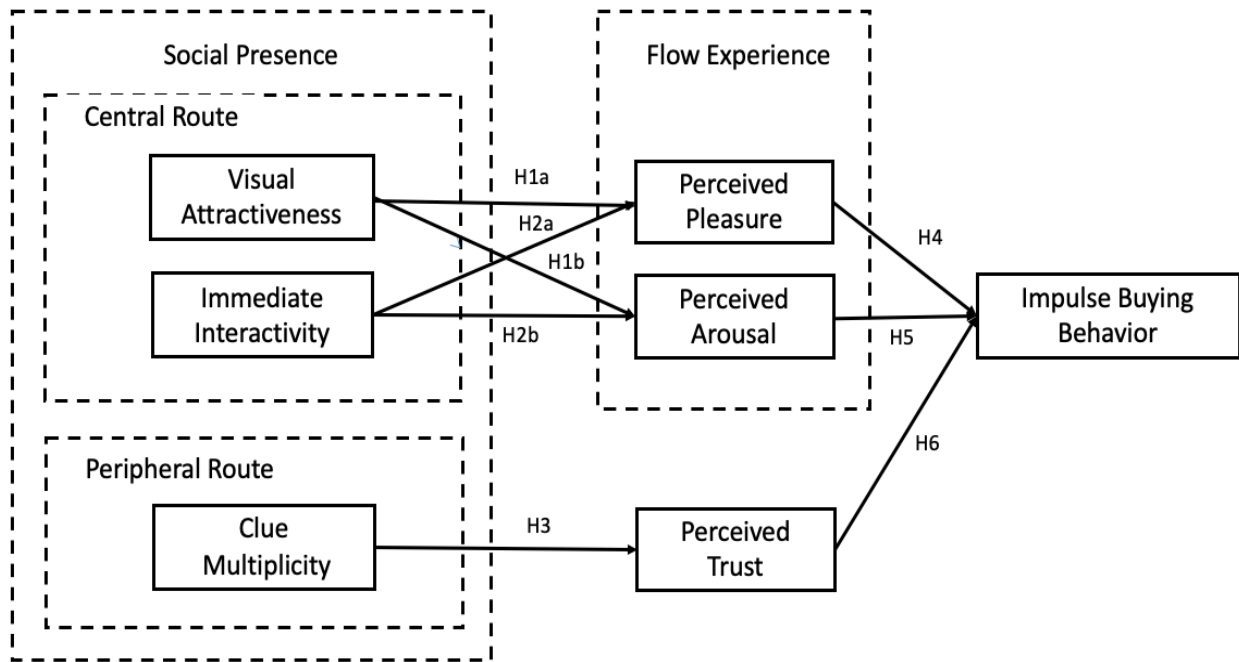 Social Presence
Flow Experience
Central Route
Visual
Attractiveness
H1a
Perceived
Pleasure
H2a
H4
H1b
Immediate
Interactivity
H2b
Perceived
Arousal
H5
Impulse Buying
Behavior
H6
Peripheral Route
Clue
Multiplicity
H3
Perceived
Trust